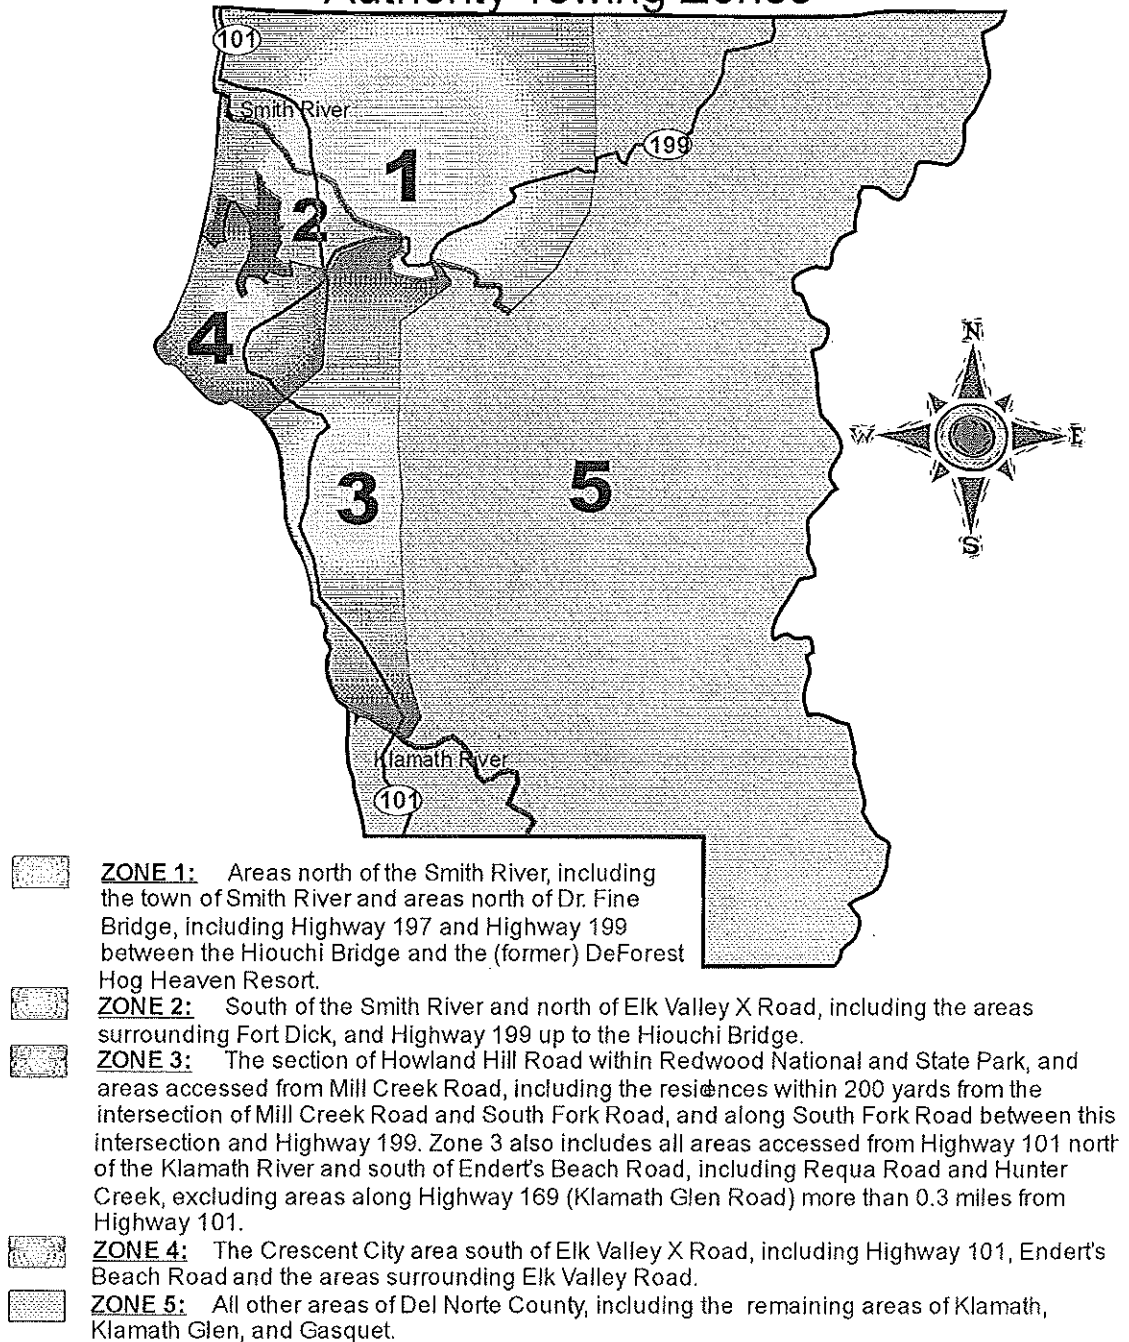 Authority Towing Zones
101
Smith River
199
1
2
4
N
W E
S
3
5
Klamath River
101
ZONE 1: Areas north of the Smith River, including
the town of Smith River and areas north of Dr. Fine
Bridge, including Highway 197 and Highway 199
between the Hiouchi Bridge and the (former) DeForest
Hog Heaven Resort.
ZONE 2: South of the Smith River and north of Elk Valley X Road, including the areas
surrounding Fort Dick, and Highway 199 up to the Hiouchi Bridge.
ZONE 3: The section of Howland Hill Road within Redwood National and State Park, and
areas accessed from Mill Creek Road, including the residences within 200 yards from the
intersection of Mill Creek Road and South Fork Road, and along South Fork Road between this
intersection and Highway 199. Zone 3 also includes all areas accessed from Highway 101 north
of the Klamath River and south of Endert's Beach Road, including Requa Road and Hunter
Creek, excluding areas along Highway 169 (Klamath Glen Road) more than 0.3 miles from
Highway 101.
ZONE 4: The Crescent City area south of Elk Valley X Road, including Highway 101, Endert's
Beach Road and the areas surrounding Elk Valley Road.
ZONE 5: All other areas of Del Norte County, including the remaining areas of Klamath,
Klamath Glen, and Gasquet.